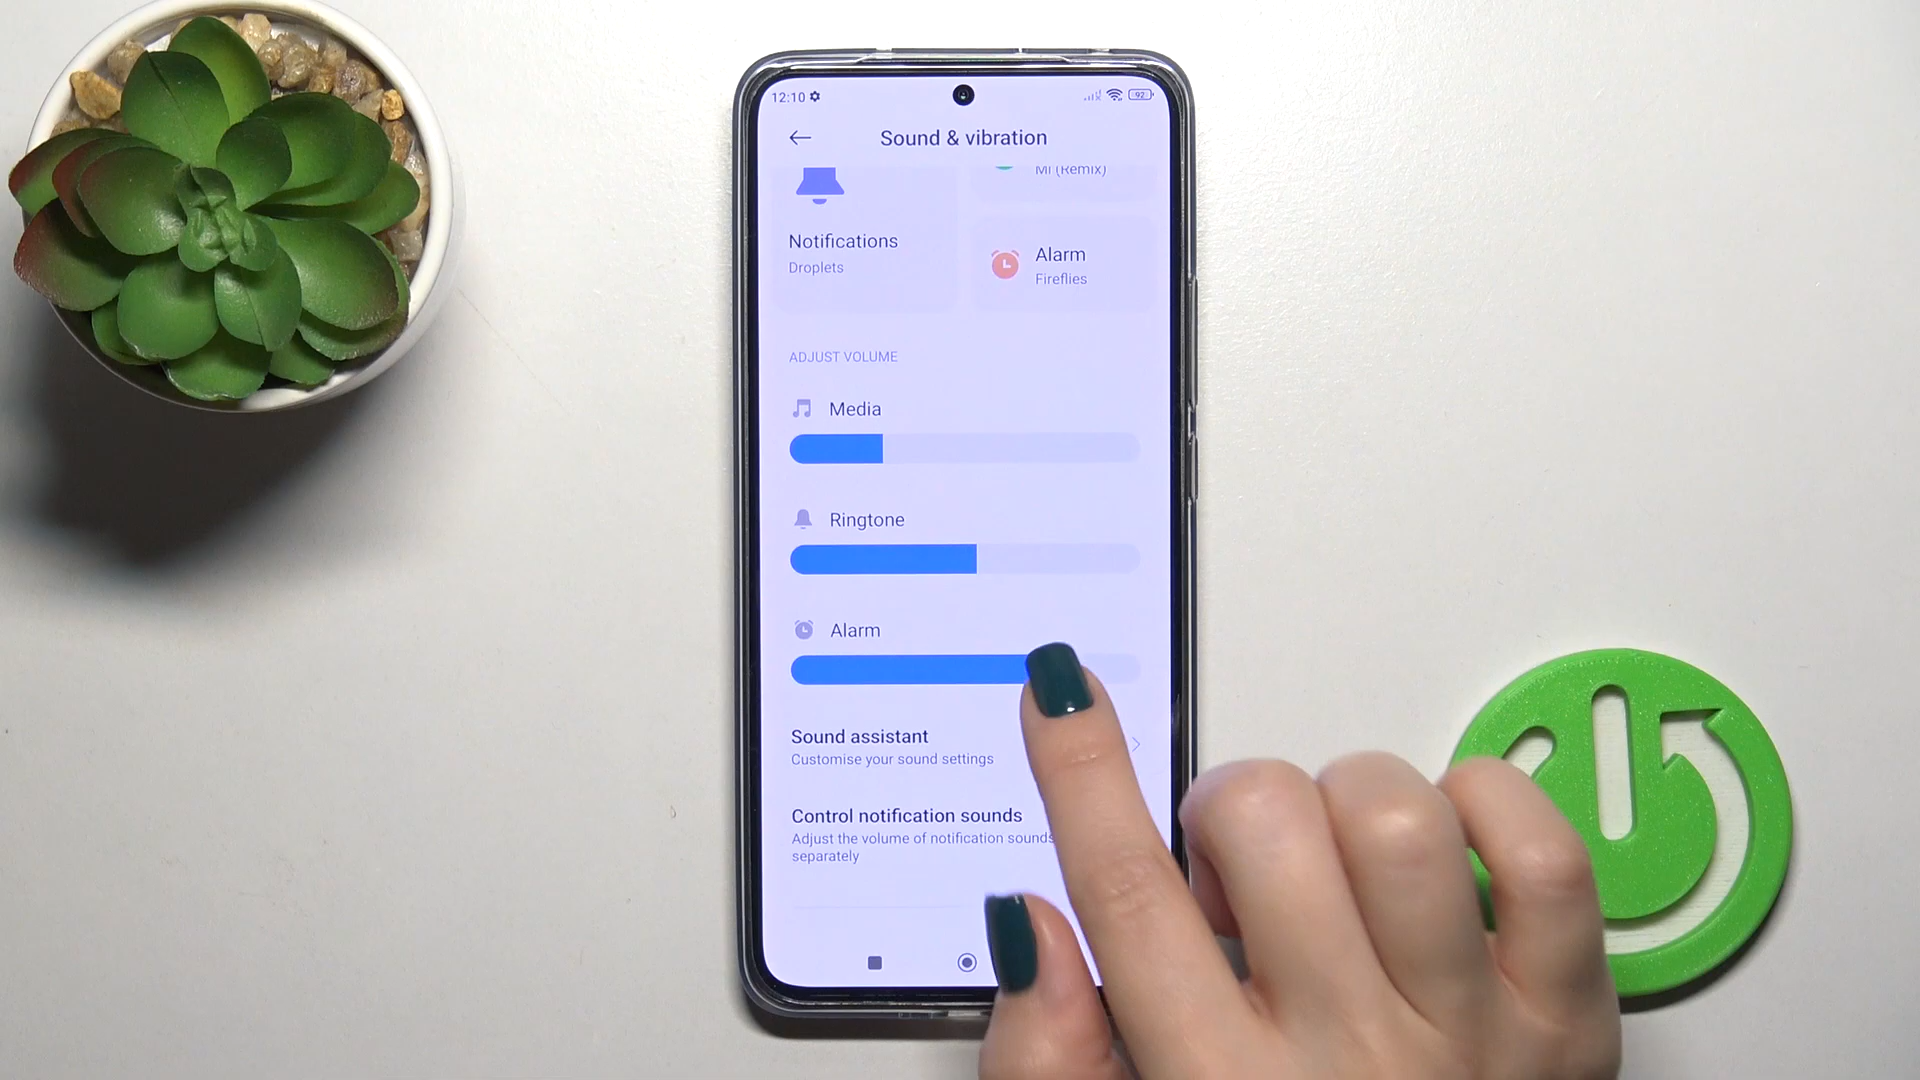 12:10
92
Sound & vibration
Mi (Remix)
Notifications
Droplets
Alarm
Fireflies
ADJUST VOLUME
Media
Ringtone
Alarm
Sound assistant
Customise your sound settings
Control notification sounds
Adjust the volume of notification sounds
separately